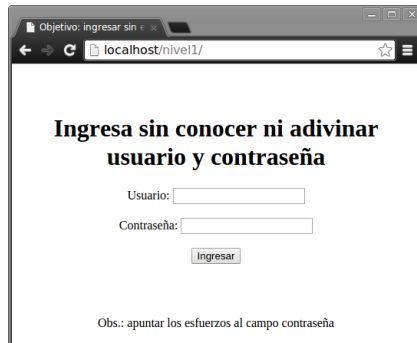 Objetivo: ingresar sin e
localhost/nivel1/
Ingresa sin conocer ni adivinar
usuario y contraseña
Usuario:
Contraseña:
Ingresar
Obs.: apuntar los esfuerzos al campo contraseña